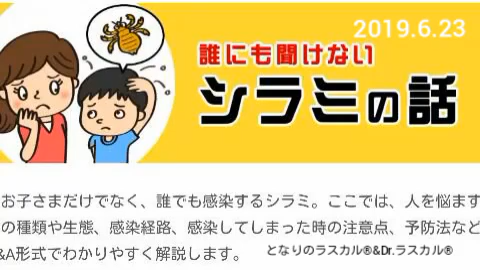 2019.6.23
誰にも聞けない
シラミの話
お子さまだけでなく、誰でも感染するシラミ。ここでは、人を悩ます
の種類や生態、感染経路、感染してしまった時の注意点、予防法など
&A形式でわかりやすく解説します。
となりのラスカル®&Dr.ラスカル®